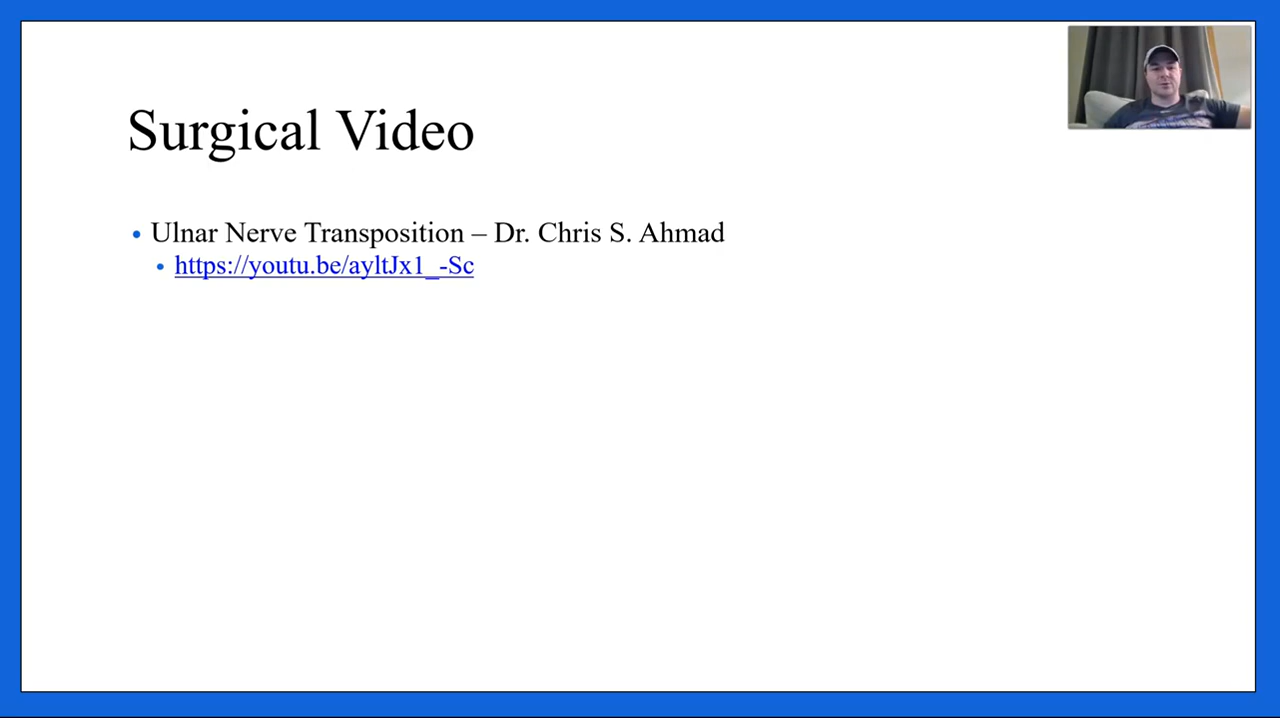 Surgical Video
Ulnar Nerve Transposition – Dr. Chris S. Ahmad
https://youtu.be/ayltJx1_-Sc